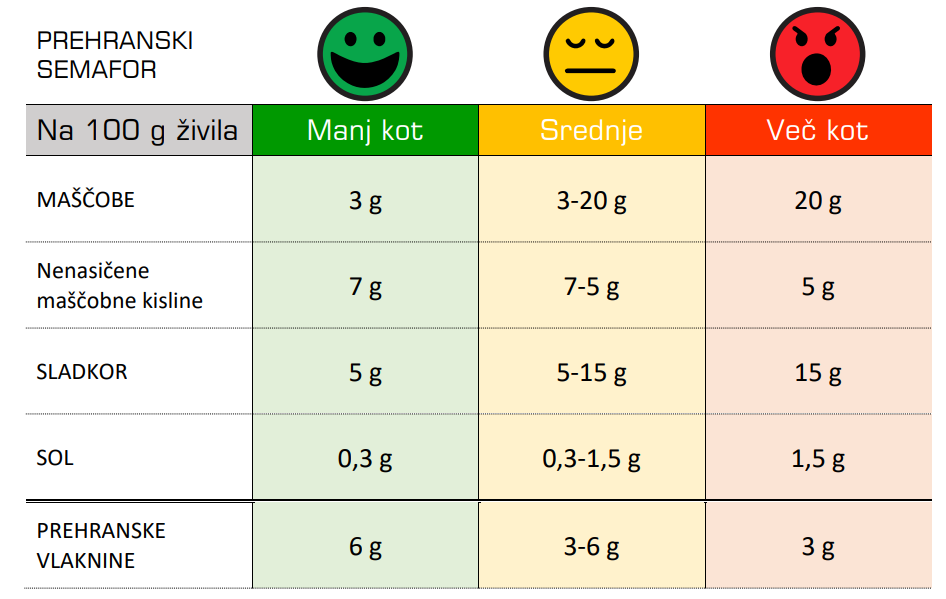 PREHRANSKI
SEMAFOR
Na 100 g živila Manj kot Srednje Več kot
MAŠČOBE 3 g 3-20 g 20 g
Nenasičene
maščobne kisline 7 g 7-5 g 5 g
SLADKOR 5 g 5-15 g 15 g
SOL 0,3 g 0,3-1,5 g 1,5 g
PREHRANSKE
VLAKNINE 6 g 3-6 g 3 g